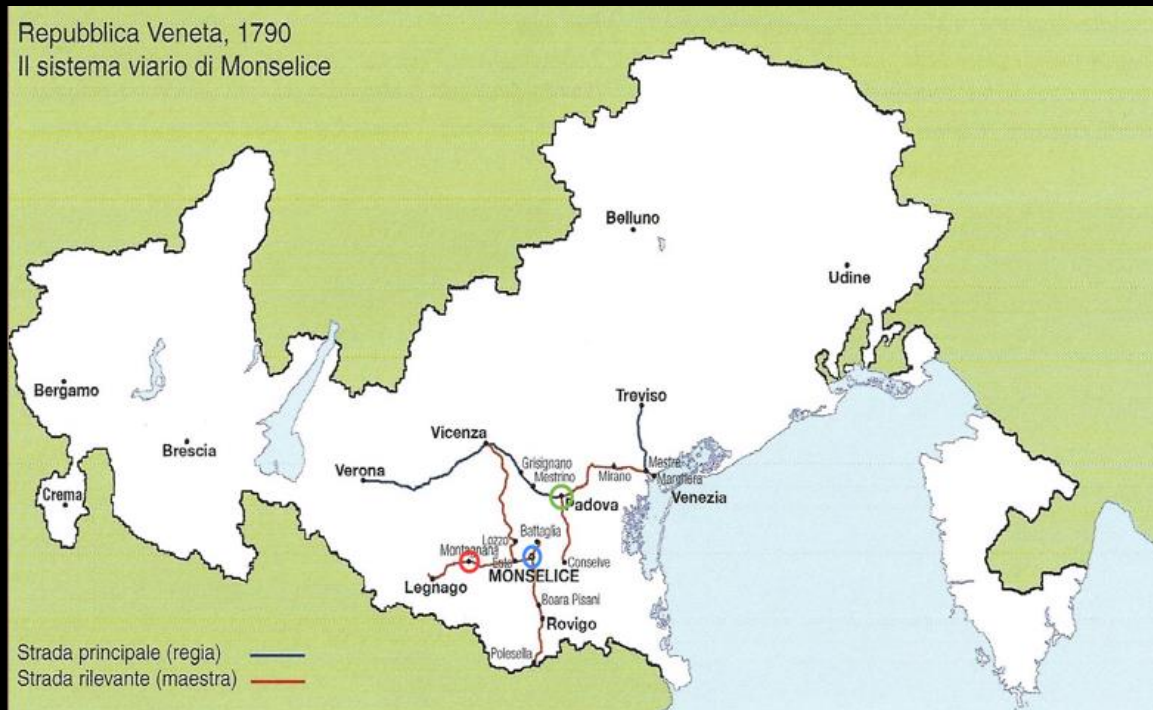 Repubblica Veneta, 1790
Il sistema viario di Monselice
Belluno
Udine
Bergamo
Treviso
Vicenza
Brescia
Grisignano
Mestre
Verona
Mestrino
Mirano
Marghera
Crema
Padova
Venezia
Battaglia
Lozzo
Montagnana
Este
Conselve
MONSELICE
Legnago
Boara Pisani
Rovigo
Polesella
Strada principale (regia)
Strada rilevante (maestra)